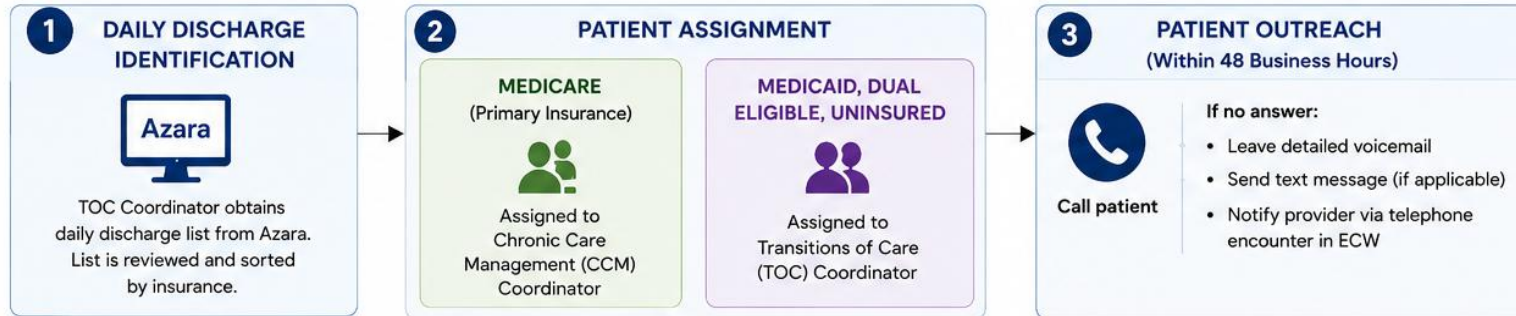 1
DAILY DISCHARGE
IDENTIFICATION
Azara
TOC Coordinator obtains
daily discharge list from Azara.
List is reviewed and sorted
by insurance.
2
PATIENT ASSIGNMENT
MEDICARE
(Primary Insurance)
Assigned to
Chronic Care
Management (CCM)
Coordinator
MEDICAID, DUAL
ELIGIBLE, UNINSURED
Assigned to
Transitions of Care
(TOC) Coordinator
3
PATIENT OUTREACH
(Within 48 Business Hours)
Call patient
If no answer:
• Leave detailed voicemail
• Send text message (if applicable)
• Notify provider via telephone
encounter in ECW